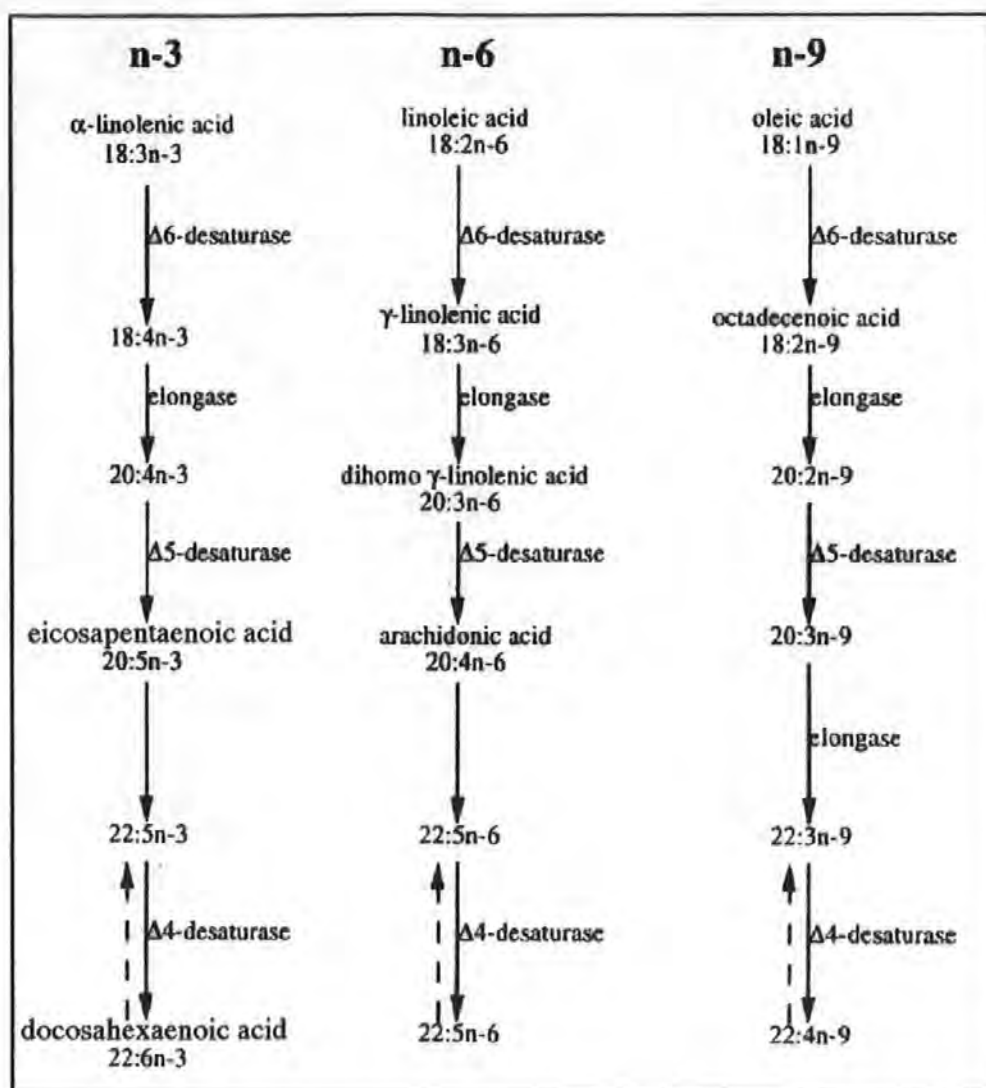 n-3
n-6
n-9
α-linolenic acid
18:3n-3
linoleic acid
18:2n-6
oleic acid
18:1n-9
Δ6-desaturase
Δ6-desaturase
Δ6-desaturase
18:4n-3
γ-linolenic acid
18:3n-6
octadecenoic acid
18:2n-9
elongase
elongase
elongase
20:4n-3
dihomo γ-linolenic acid
20:3n-6
20:2n-9
Δ5-desaturase
Δ5-desaturase
Δ5-desaturase
eicosapentaenoic acid
20:5n-3
arachidonic acid
20:4n-6
20:3n-9
elongase
22:5n-3
22:5n-6
22:3n-9
Δ4-desaturase
Δ4-desaturase
Δ4-desaturase
docosahexaenoic acid
22:6n-3
22:5n-6
22:4n-9